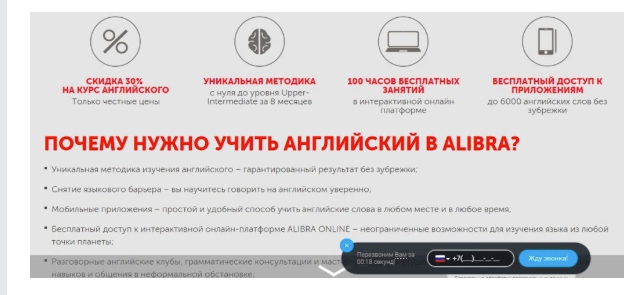 СКИДКА 30%
НА КУРС АНГЛИЙСКОГО
Только честные цены
УНИКАЛЬНАЯ МЕТОДИКА
с нуля до уровня Upper-
Intermediate за 8 месяцев
100 ЧАСОВ БЕСПЛАТНЫХ
ЗАНЯТИЙ
в интерактивной онлайн
платформе
БЕСПЛАТНЫЙ ДОСТУП К
ПРИЛОЖЕНИЯМ
до 6000 английских слов без
зубрежки
ПОЧЕМУ НУЖНО УЧИТЬ АНГЛИЙСКИЙ В ALIBRA?
• Уникальная методика изучения английского – гарантированный результат без зубрежки;
• Снятие языкового барьера – вы научитесь говорить на английском уверенно;
• Мобильные приложения – простой и удобный способ учить английские слова в любом месте и в любое время.
• Бесплатный доступ к интерактивной онлайн-платформе ALIBRA ONLINE – неограниченные возможности для изучения языка из любой
точки планеты;
• Разговорные английские клубы, грамматические консультации и маст
навыков и общения в неформальной обстановке;
Перезвоним Вам за
00:18 секунд!
+7(___)___-__-__
Жду звонка!